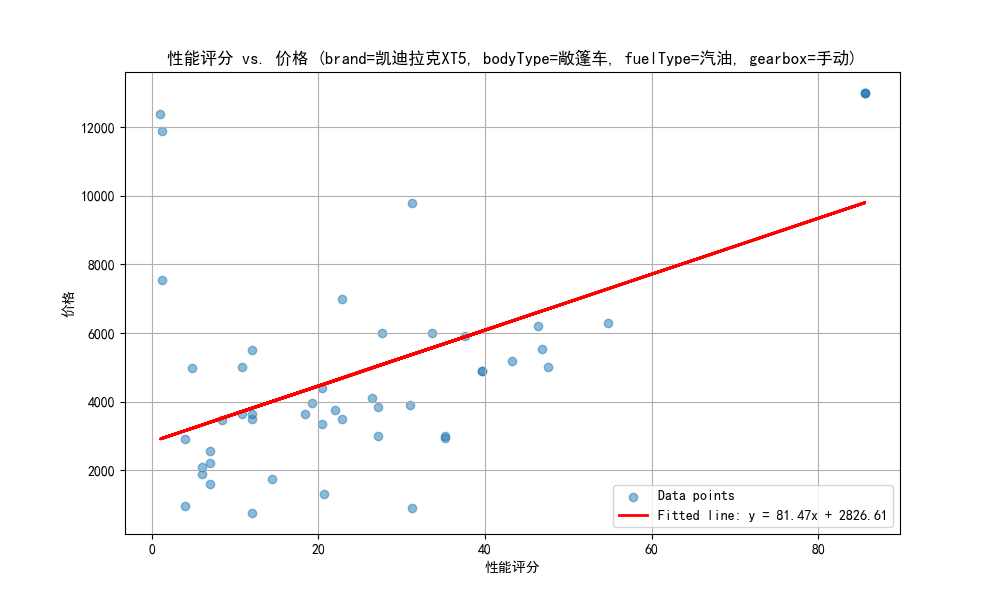 性能评分 vs. 价格 (brand=凯迪拉克XT5, bodyType=敞篷车, fuelType=汽油, gearbox=手动)
价格
12000
10000
8000
6000
4000
2000
0
20
40
60
80
性能评分
Data points
Fitted line: y = 81.47x + 2826.61